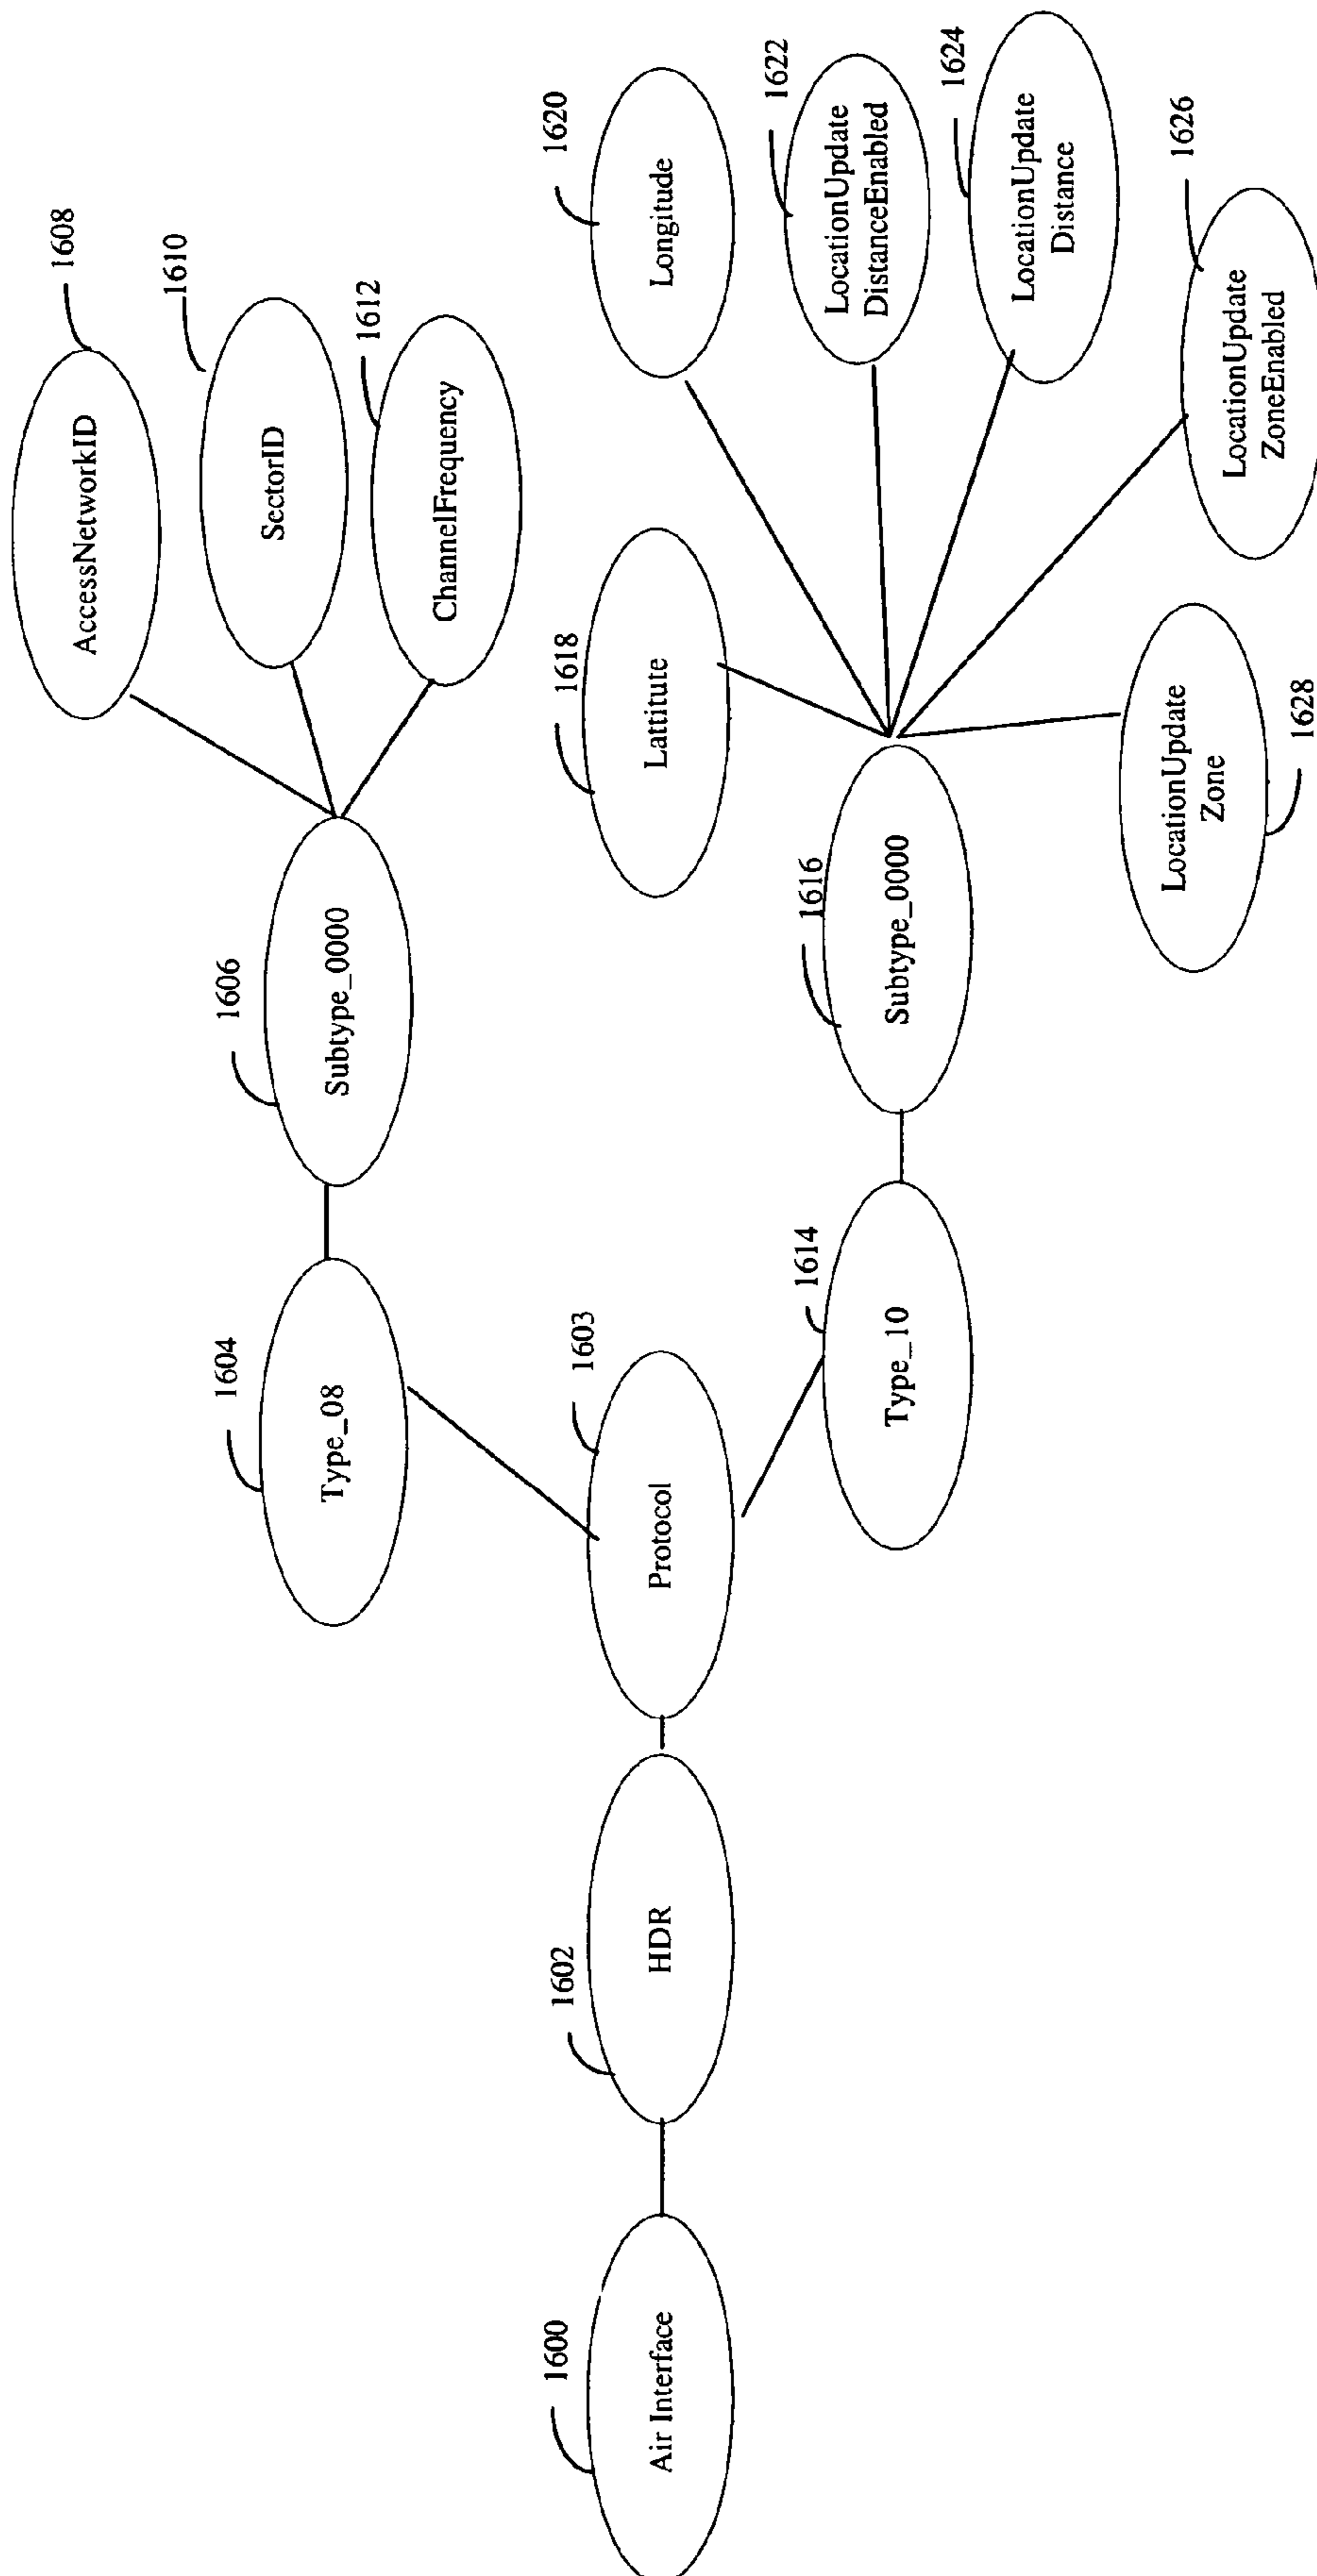 1600
Air Interface
1602
HDR
1603
Protocol
1604
Type_08
1606
Subtype_0000
1608
AccessNetworkID
1610
SectorID
1612
ChannelFrequency
1614
Type_10
1616
Subtype_0000
1618
Lattitute
1620
Longitude
1622
LocationUpdate
DistanceEnabled
1624
LocationUpdate
Distance
1626
LocationUpdate
ZoneEnabled
LocationUpdate
Zone
1628